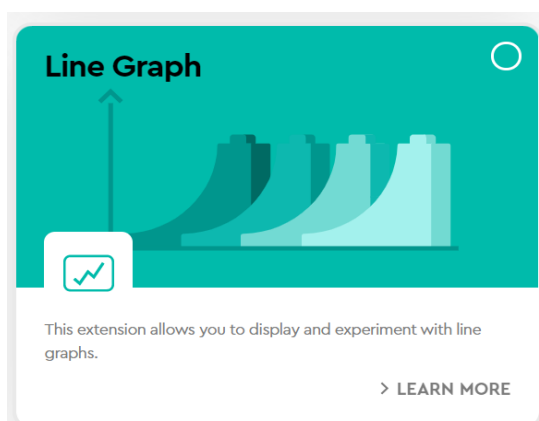 Line Graph
This extension allows you to display and experiment with line
graphs.
> LEARN MORE